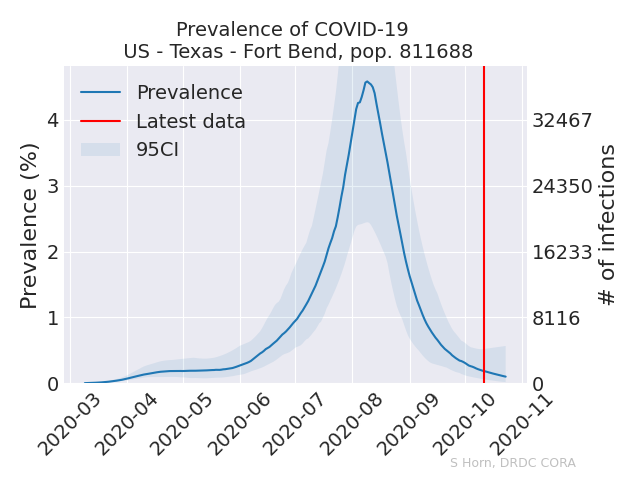 Prevalence of COVID-19
US - Texas - Fort Bend, pop. 811688
Prevalence
Latest data
95CI
Prevalence (%)
4
3
2
1
0
32467
24350
16233
8116
0
# of infections
2020-03
2020-04
2020-05
2020-06
2020-07
2020-08
2020-09
2020-10
2020-11
S Horn, DRDC CORA